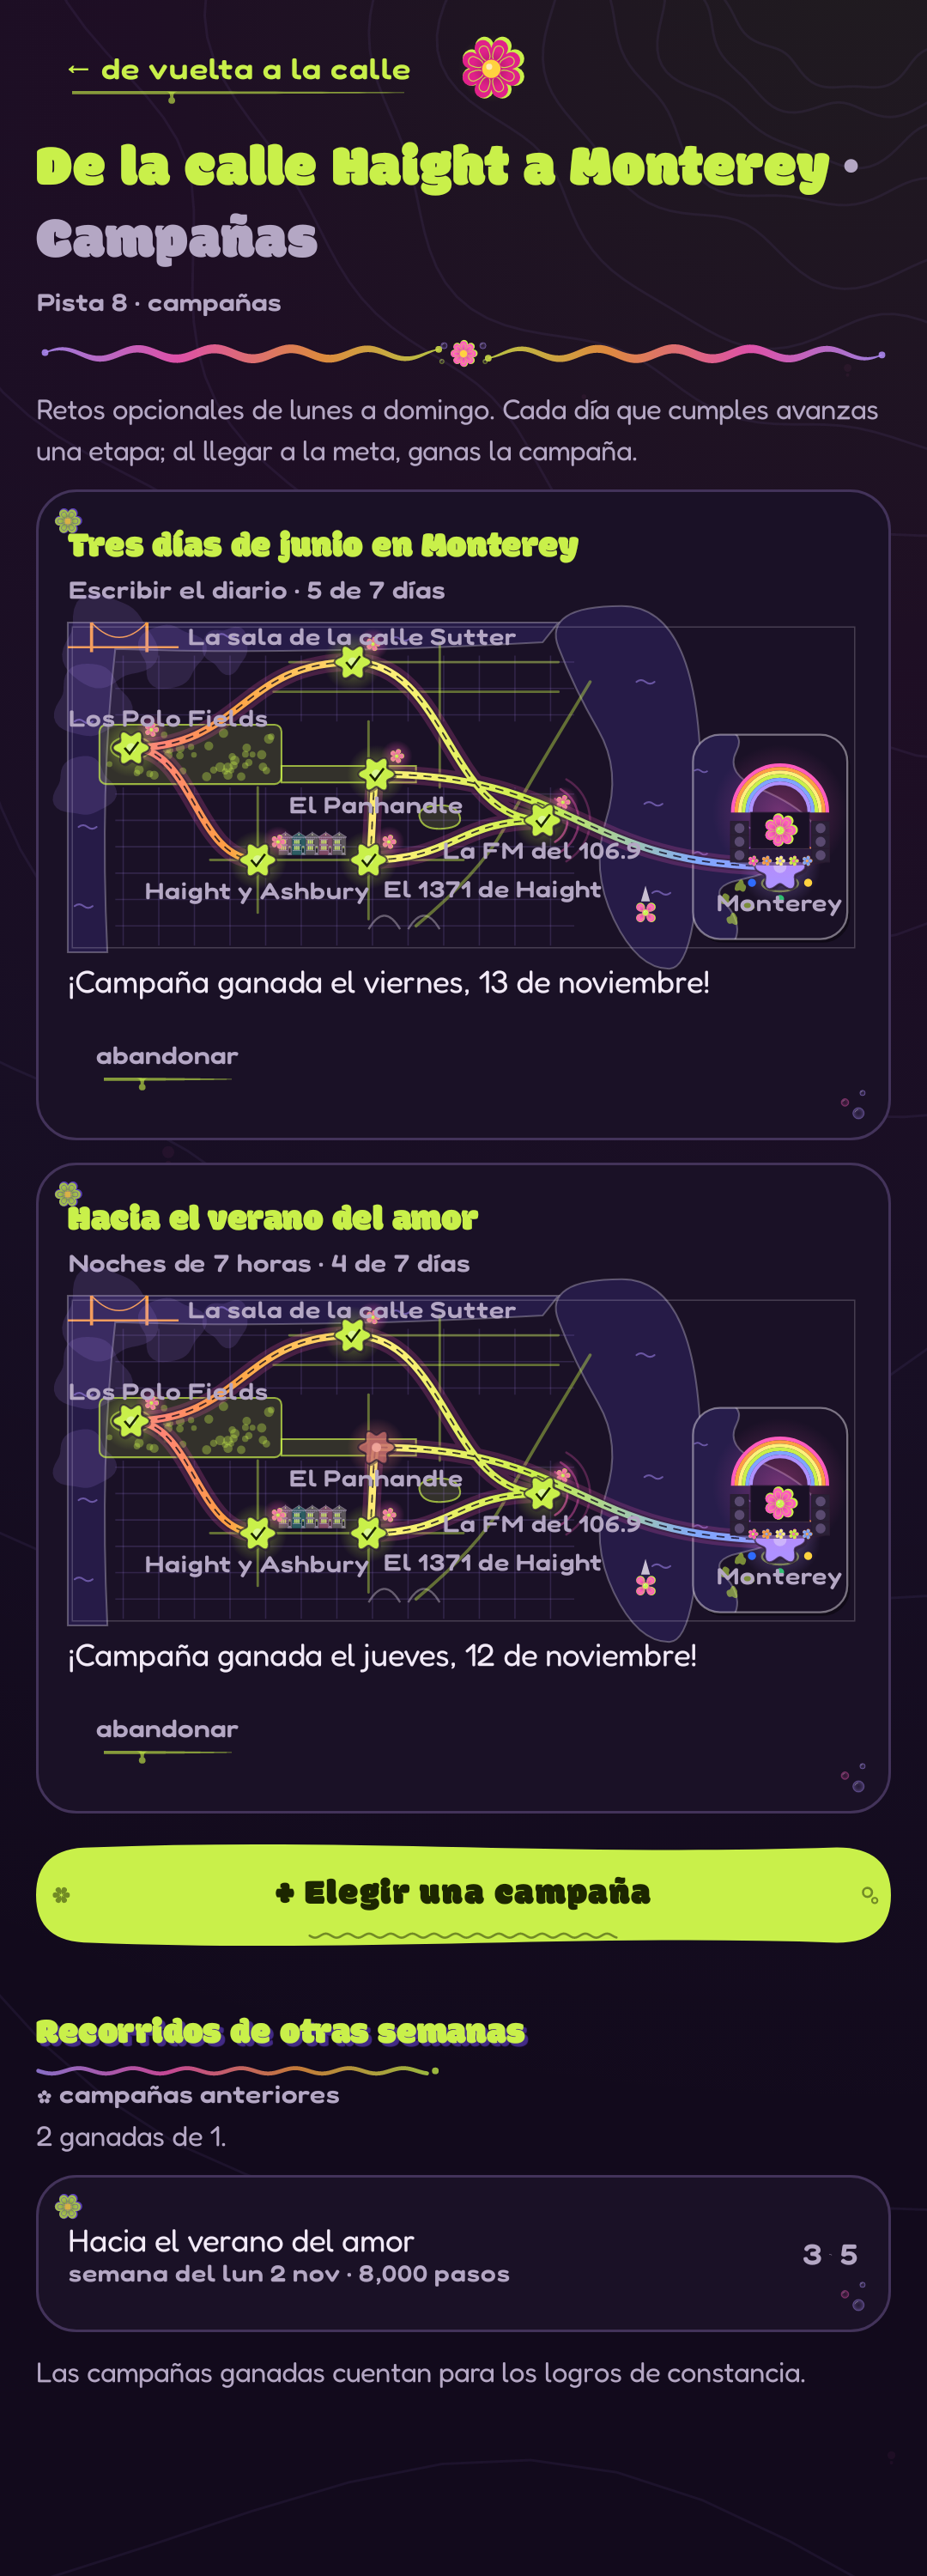 ← de vuelta a la calle
De la calle Haight a Monterey ·
Campañas
Pista 8 · campañas
Retos opcionales de lunes a domingo. Cada día que cumples avanzas
una etapa; al llegar a la meta, ganas la campaña.
Tres días de junio en Monterey
Escribir el diario · 5 de 7 días
La sala de la calle Sutter
Los Polo Fields
El Panhandle
La FM del 106.9
Haight y Ashbury
El 1371 de Haight
Monterey
¡Campaña ganada el viernes, 13 de noviembre!
abandonar
Hacia el verano del amor
Noches de 7 horas · 4 de 7 días
La sala de la calle Sutter
Los Polo Fields
El Panhandle
La FM del 106.9
Haight y Ashbury
El 1371 de Haight
Monterey
¡Campaña ganada el jueves, 12 de noviembre!
abandonar
+ Elegir una campaña
Recorridos de otras semanas
✿ campañas anteriores
2 ganadas de 1.
Hacia el verano del amor
semana del lun 2 nov · 8,000 pasos
3 · 5
Las campañas ganadas cuentan para los logros de constancia.